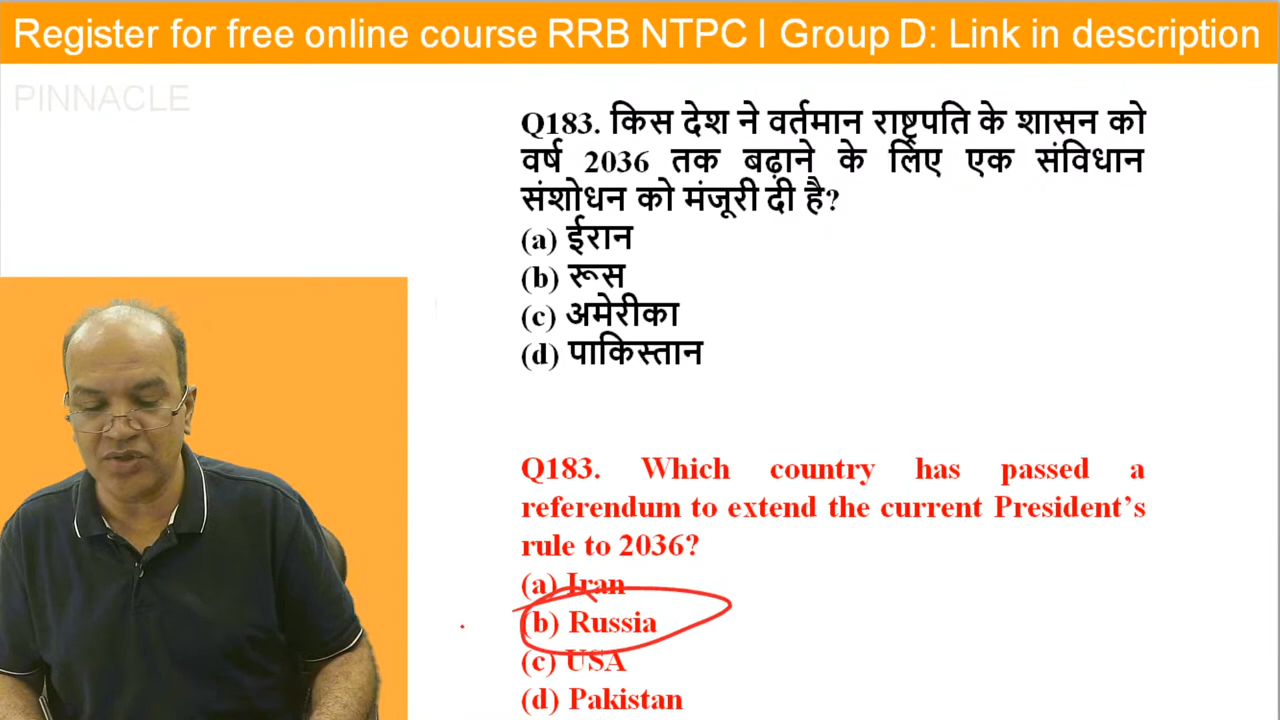 Register for free online course RRB NTPC I Group D: Link in description
PINNACLE
Q183. किस देश ने वर्तमान राष्ट्रपति के शासन को
वर्ष 2036 तक बढ़ाने के लिए एक संविधान
संशोधन को मंजूरी दी है?
(a) ईरान
(b) रूस
(c) अमेरीका
(d) पाकिस्तान
Q183. Which country has passed a
referendum to extend the current President’s
rule to 2036?
(a) Iran
(b) Russia
(c) USA
(d) Pakistan